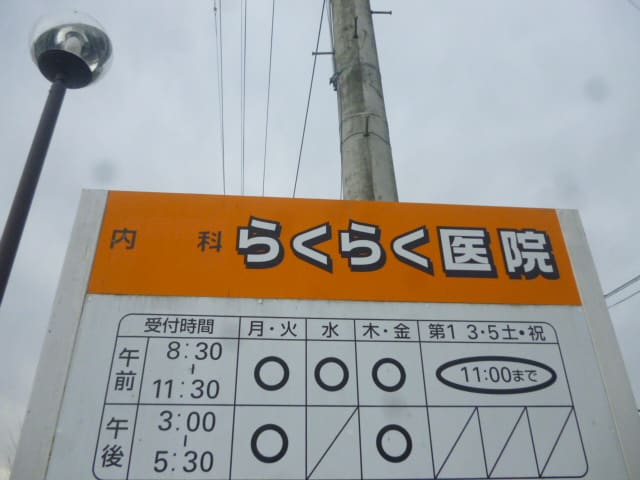 内科 らくらく医院
受付時間 月・火 水 木・金 第1 3・5土・祝
午前 8:30-11:30 ○ ○ ○ 11:00まで
午後 3:00-5:30 ○ ○